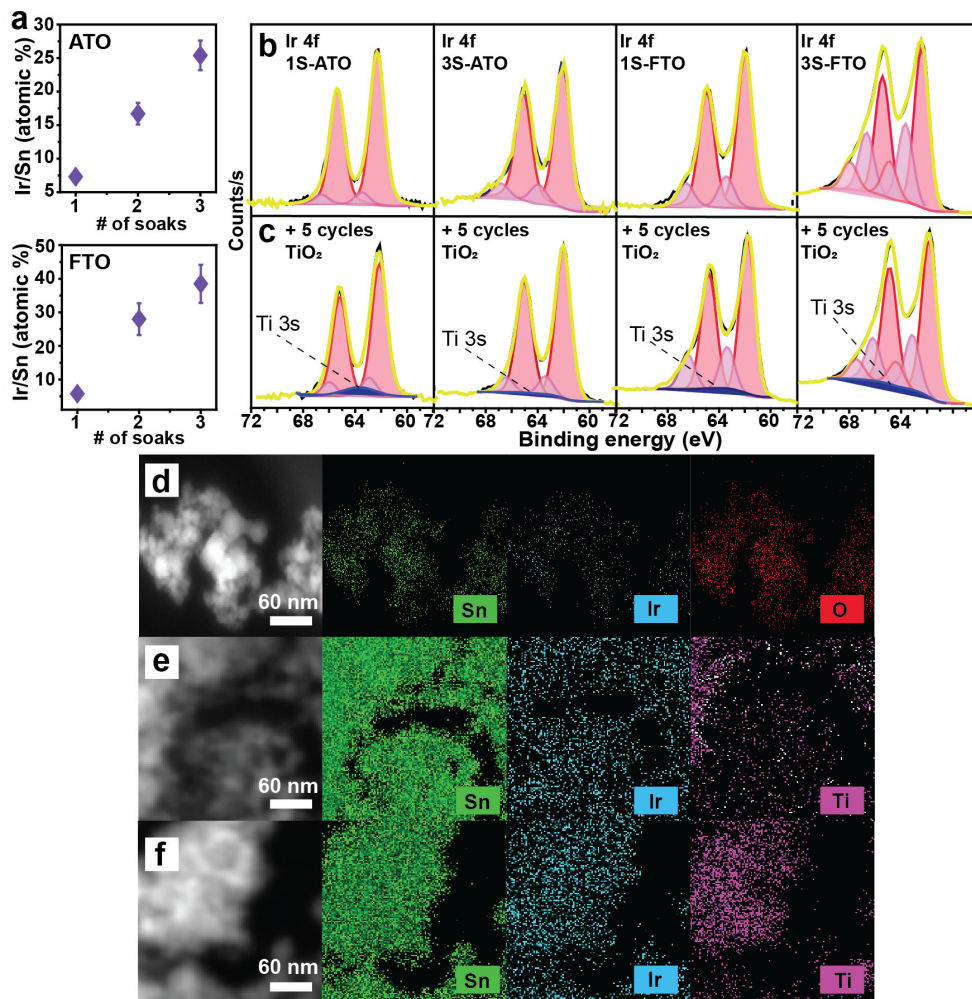 a
30
25
20
15
10
5
ATO
Ir/Sn (atomic %)
1
2
3
# of soaks
50
40
30
20
10
FTO
Ir/Sn (atomic %)
1
2
3
# of soaks
b
Ir 4f
1S-ATO
Ir 4f
3S-ATO
Ir 4f
1S-FTO
Ir 4f
3S-FTO
Counts/s
c
+ 5 cycles
TiO₂
Ti 3s
+ 5 cycles
TiO₂
Ti 3s
+ 5 cycles
TiO₂
Ti 3s
+ 5 cycles
TiO₂
Ti 3s
72
68
64
60
72
68
64
60
72
68
64
60
72
68
64
Binding energy (eV)
d
60 nm
Sn
Ir
O
e
60 nm
Sn
Ir
Ti
f
60 nm
Sn
Ir
Ti